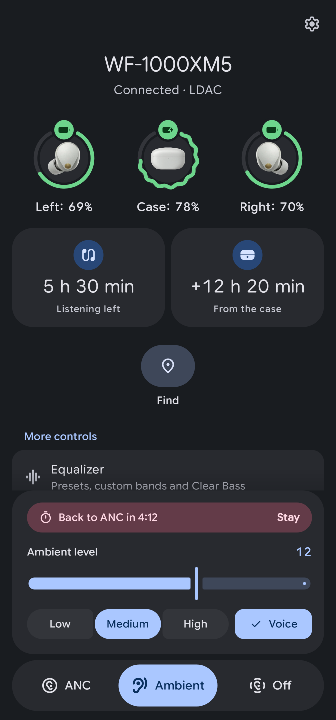 WF-1000XM5
Connected · LDAC
Left: 69%
Case: 78%
Right: 70%
5 h 30 min
Listening left
+12 h 20 min
From the case
Find
More controls
Equalizer
Presets, custom bands and Clear Bass
Back to ANC in 4:12
Stay
Ambient level
12
Low
Medium
High
Voice
ANC
Ambient
Off